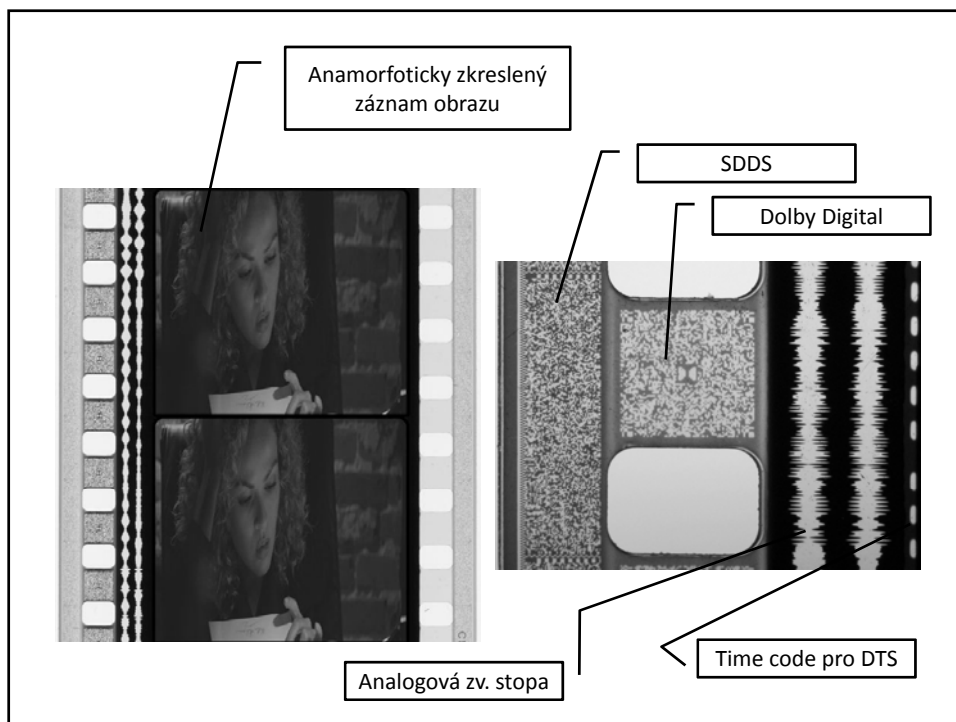 Anamorfoticky zkreslený
záznam obrazu
SDDS
Dolby Digital
Time code pro DTS
Analogová zv. stopa